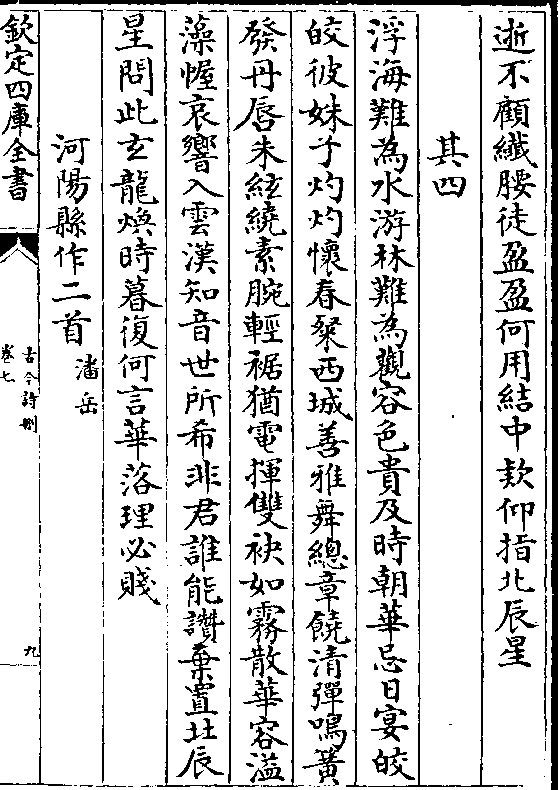 逝不顧纎腰徒盈盈何用結中欵仰指北辰星
其四
浮海難為水游林難為觀容色貴及時朝華忌日宴皎
皎彼姝子灼灼懷春粲西城善雅舞總章饒清彈鳴簧
發丹唇朱絃繞素腕輕裾猶電揮雙袂如霧散華容溢
藻幄哀響入雲漢知音世所希非君誰能讚棄置北辰
星問此玄龍煥時暮復何言華落理必賤
河陽縣作二首 潘岳
欽定四庫全書
古今詩刪
卷七
九